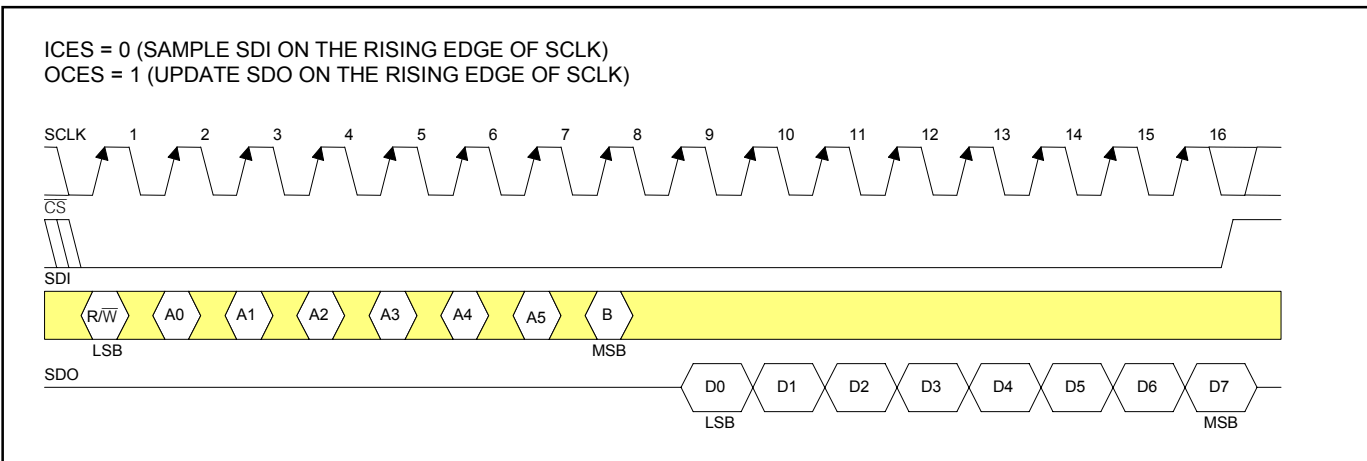 ICES = 0 (SAMPLE SDI ON THE RISING EDGE OF SCLK)
OCES = 1 (UPDATE SDO ON THE RISING EDGE OF SCLK)
SCLK 1 2 3 4 5 6 7 8 9 10 11 12 13 14 15 16
C̅S̅
SDI
R/W̅ A0 A1 A2 A3 A4 A5 B
LSB MSB
SDO
D0 D1 D2 D3 D4 D5 D6 D7
LSB MSB